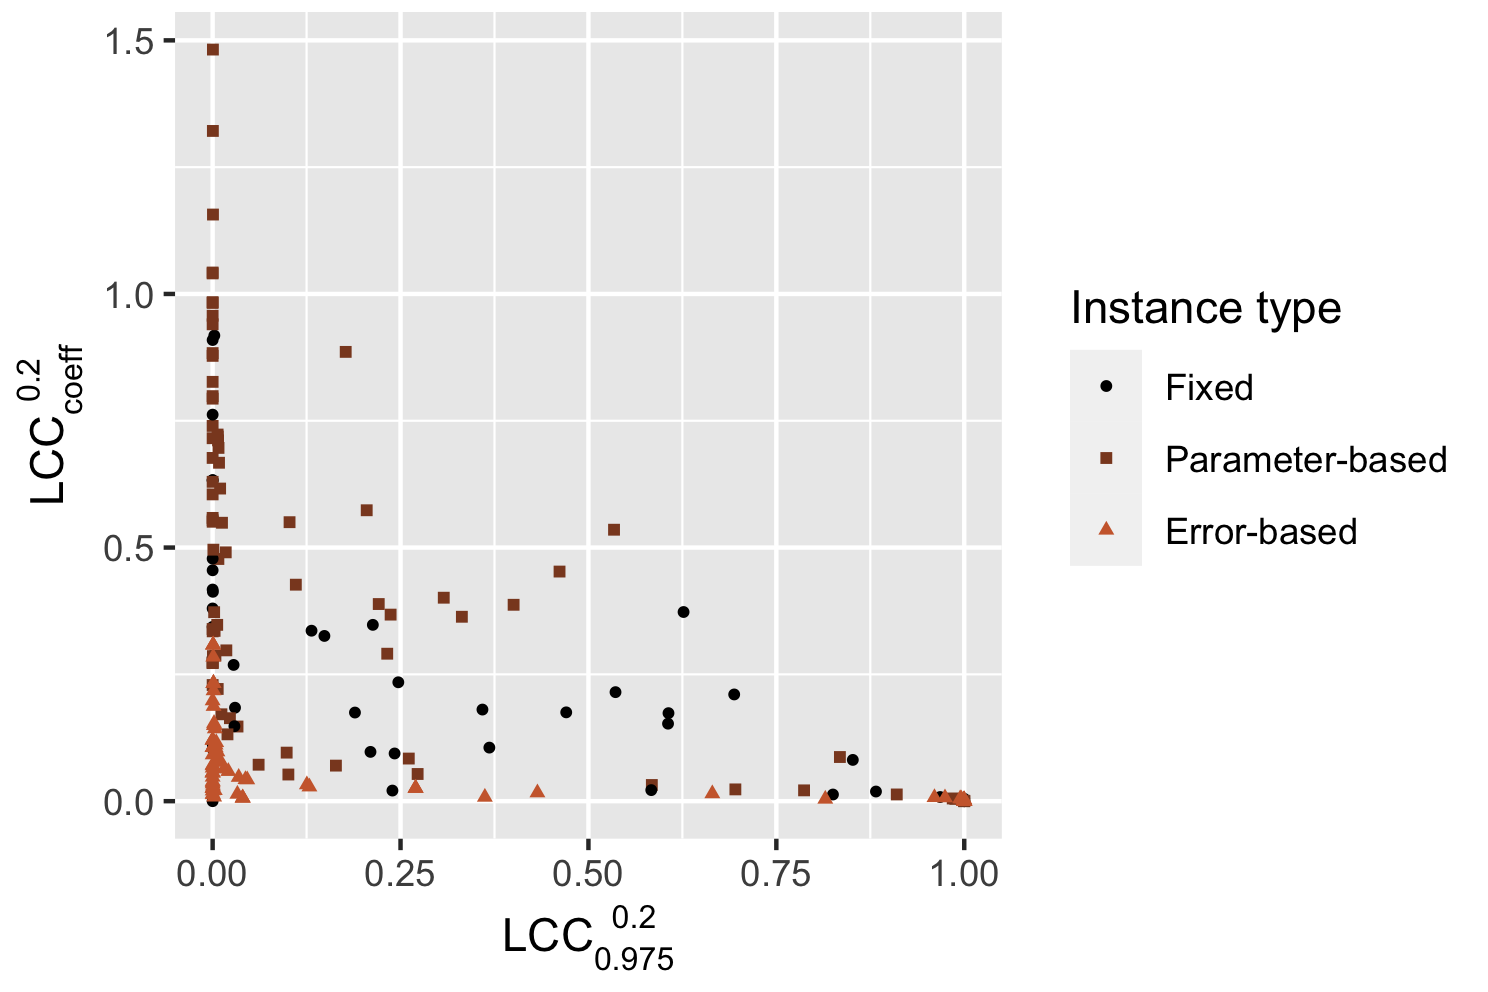 1.5
1.0
0.5
0.0
LCC^{0.2}_{coeff}
0.00 0.25 0.50 0.75 1.00
LCC^{0.2}_{0.975}
Instance type
Fixed
Parameter-based
Error-based